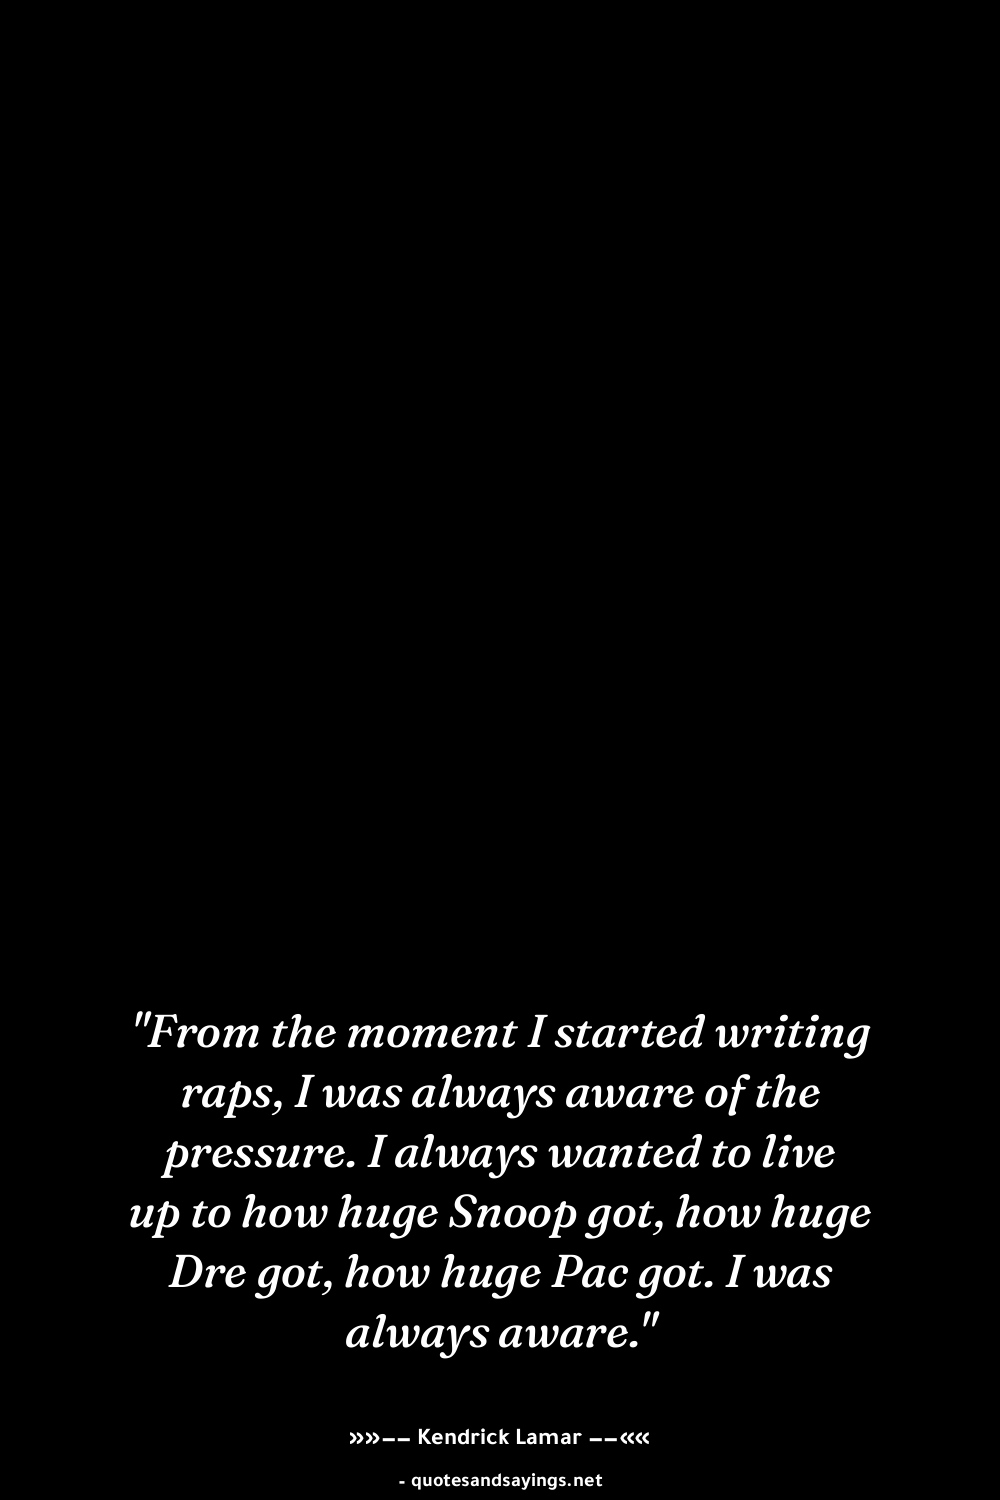 "From the moment I started writing
raps, I was always aware of the
pressure. I always wanted to live
up to how huge Snoop got, how huge
Dre got, how huge Pac got. I was
always aware."
»»−− Kendrick Lamar −−««
- quotesandsayings.net